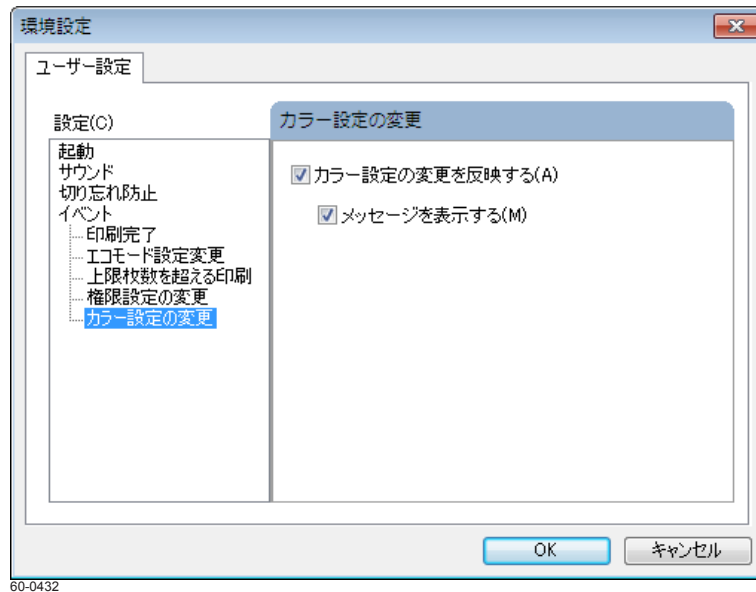 環境設定
ユーザー設定
設定(C)
起動
サウンド
切り忘れ防止
イベント
印刷完了
エコモード設定変更
上限枚数を超える印刷
権限設定の変更
カラー設定の変更
カラー設定の変更
カラー設定の変更を反映する(A)
メッセージを表示する(M)
OK
キャンセル
60-0432